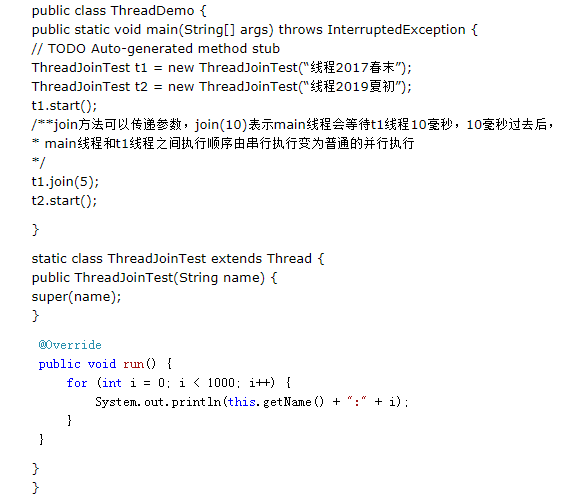 public class ThreadDemo {
public static void main(String[] args) throws InterruptedException {
// TODO Auto-generated method stub
ThreadJoinTest t1 = new ThreadJoinTest(“线程2017春末”);
ThreadJoinTest t2 = new ThreadJoinTest(“线程2019夏初”);
t1.start();
/**join方法可以传递参数，join(10)表示main线程会等待t1线程10毫秒，10毫秒过去后，
* main线程和t1线程之间执行顺序由串行执行变为普通的并行执行
*/
t1.join(5);
t2.start();
}
static class ThreadJoinTest extends Thread {
public ThreadJoinTest(String name) {
super(name);
}
@Override
public void run() {
for (int i = 0; i < 1000; i++) {
System.out.println(this.getName() + ":" + i);
}
}
}
}